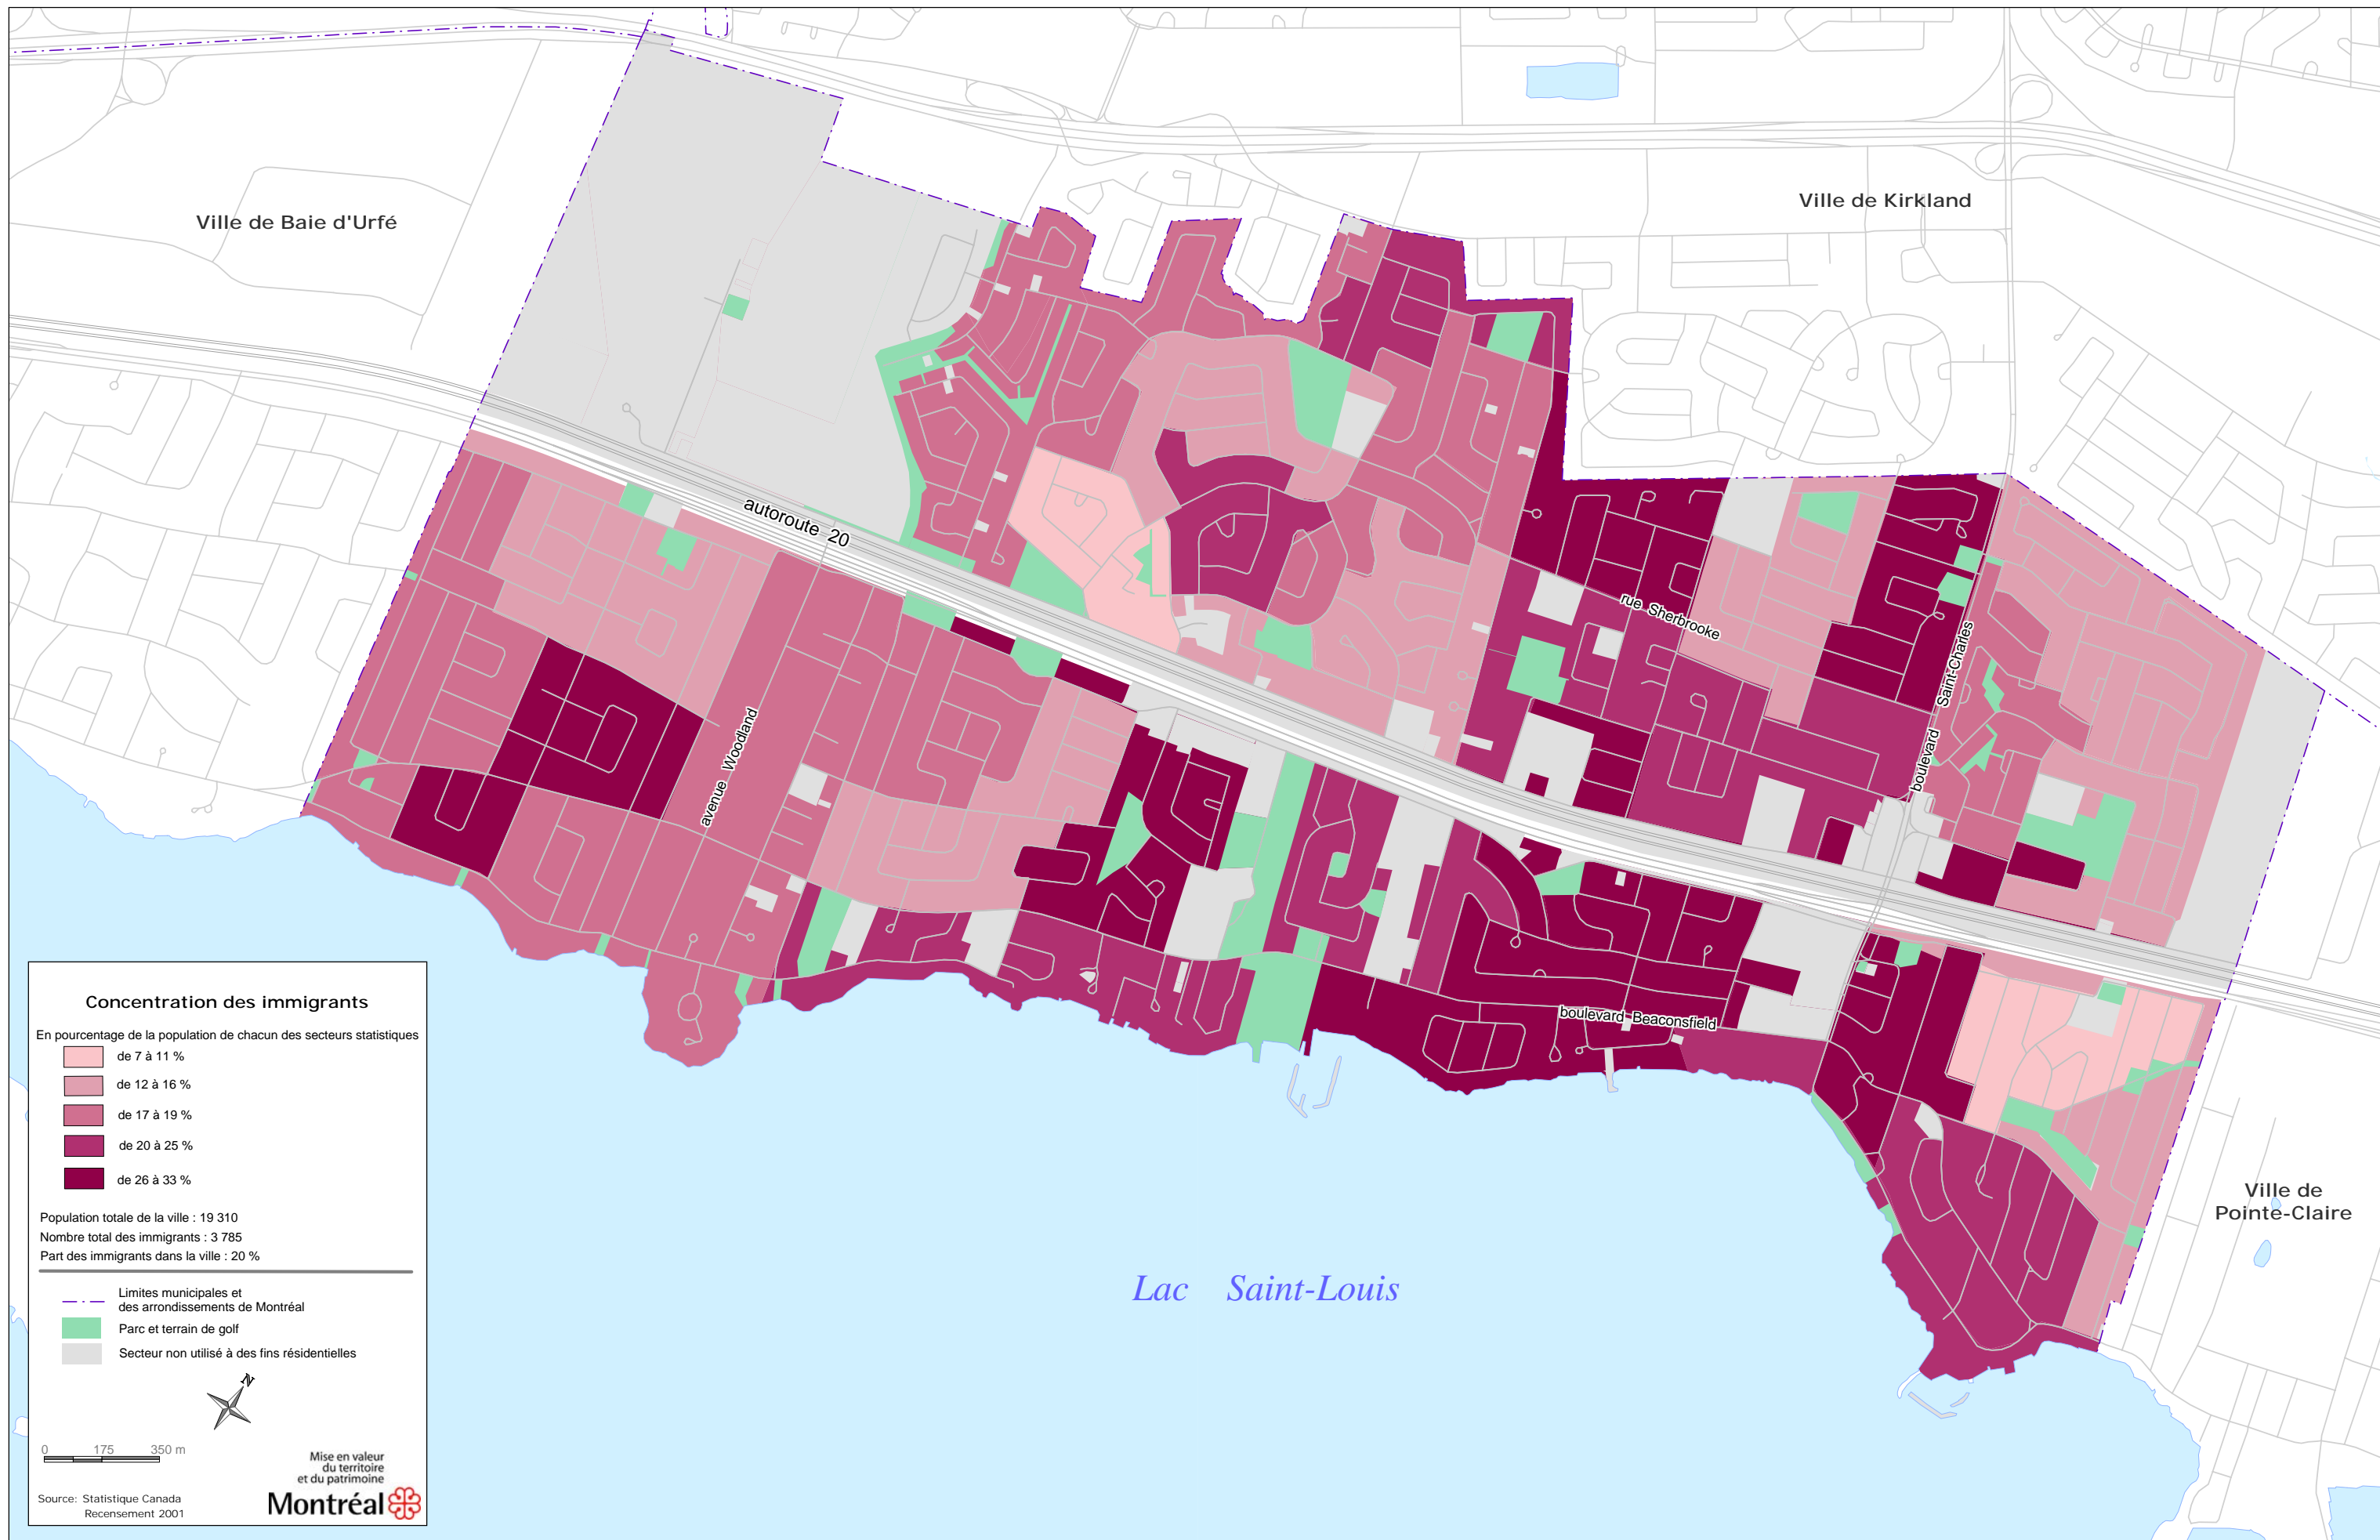 Ville de Baie d'Urfé
Ville de Kirkland
autoroute 20
rue Sherbrooke
boulevard Saint-Charles
avenue Woodland
boulevard Beaconsfield
Ville de
Pointe-Claire
Lac Saint-Louis
Concentration des immigrants
En pourcentage de la population de chacun des secteurs statistiques
de 7 à 11 %
de 12 à 16 %
de 17 à 19 %
de 20 à 25 %
de 26 à 33 %
Population totale de la ville : 19 310
Nombre total des immigrants : 3 785
Part des immigrants dans la ville : 20 %
Limites municipales et
des arrondissements de Montréal
Parc et terrain de golf
Secteur non utilisé à des fins résidentielles
N
0 175 350 m
Mise en valeur
du territoire
et du patrimoine
Montréal
Source: Statistique Canada
Recensement 2001